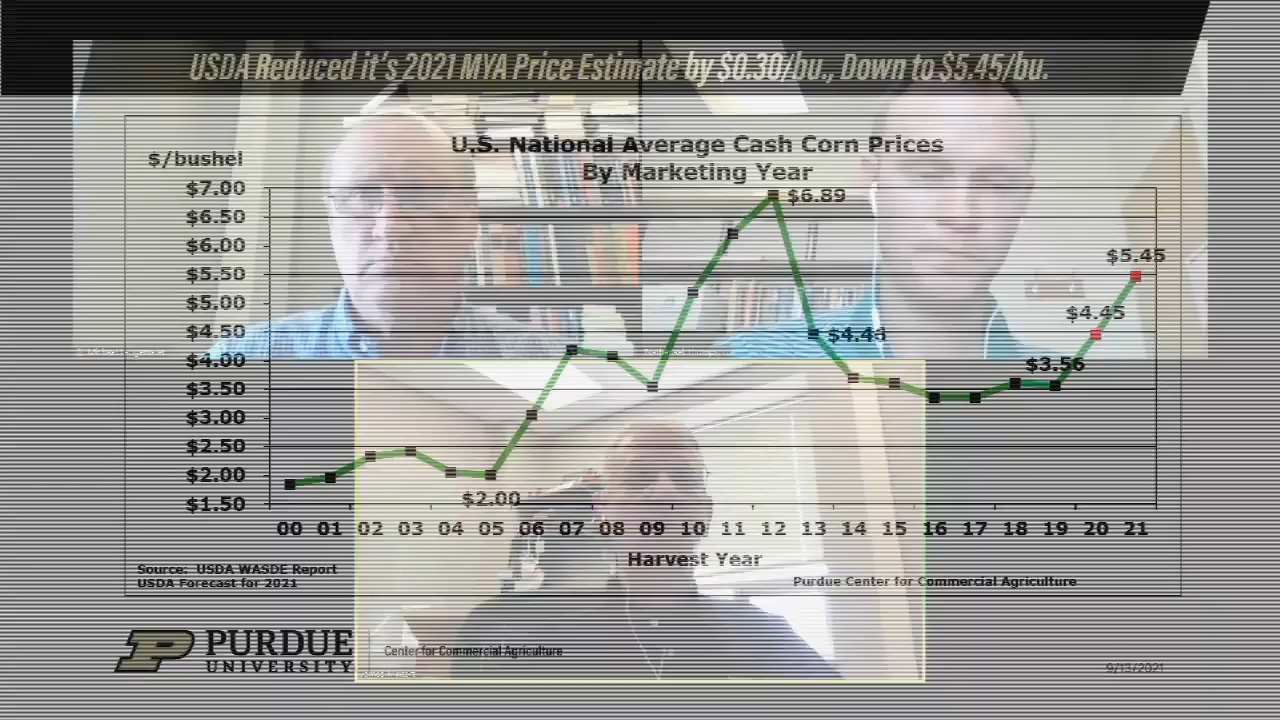 USDA Reduced it's 2021 MYA Price Estimate by $0.30/bu., Down to $5.45/bu.
U.S. National Average Cash Corn Prices
By Marketing Year
$/bushel
$7.00
$6.50
$6.00
$5.50
$5.00
$4.50
$4.00
$3.50
$3.00
$2.50
$2.00
$1.50
$6.89
$5.45
$4.45
$4.46
$3.56
$2.00
00 01 02 03 04 05 06 07 08 09 10 11 12 13 14 15 16 17 18 19 20 21
Harvest Year
Source: USDA WASDE Report
USDA Forecast for 2021
Purdue Center for Commercial Agriculture
PURDUE
UNIVERSITY
Center for Commercial Agriculture
9/13/2021